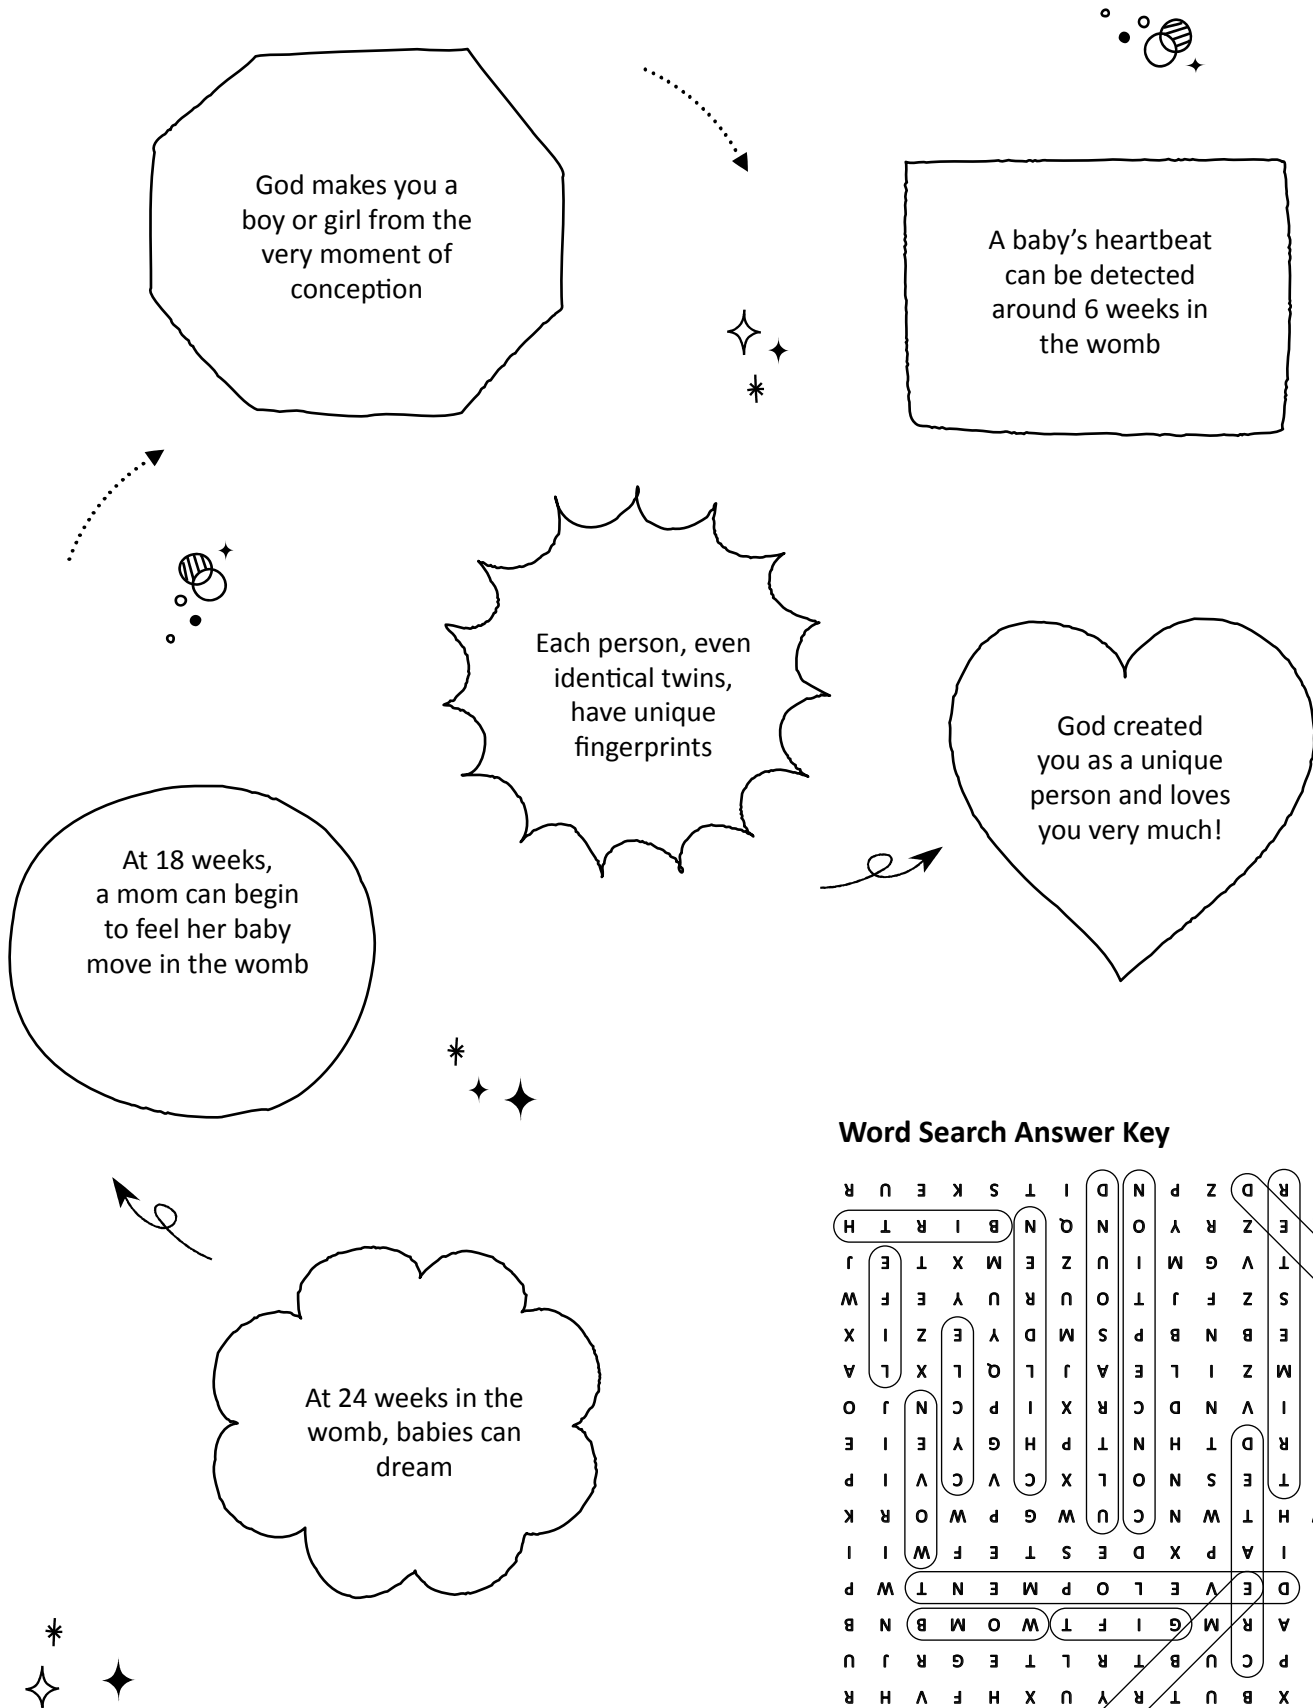 God makes you a
boy or girl from the
very moment of
conception
A baby’s heartbeat
can be detected
around 6 weeks in
the womb
Each person, even
identical twins,
have unique
fingerprints
God created
you as a unique
person and loves
you very much!
At 18 weeks,
a mom can begin
to feel her baby
move in the womb
At 24 weeks in the
womb, babies can
dream
Word Search Answer Key
X B U T R Y U X H F V H R
P C U B T R L T E G R J U
A R M G I F T W O M B N B
D E V E L O P M E N T W P
I A P X D E S T E F W I I
H T W N C U W G P W O R K
T E S N O L X C V C V I P
R D T H N T P H G Y E I E
I V N D C R X I P C N J O
M Z I L E A J L Q L X L A
E B N B P S M D Y E Z I X
S Z F J T O U R U Y E F W
T V G M I U Z E M X T E J
E Z R Y O N Q N B I R T H
R D Z P N D I T S K E U R